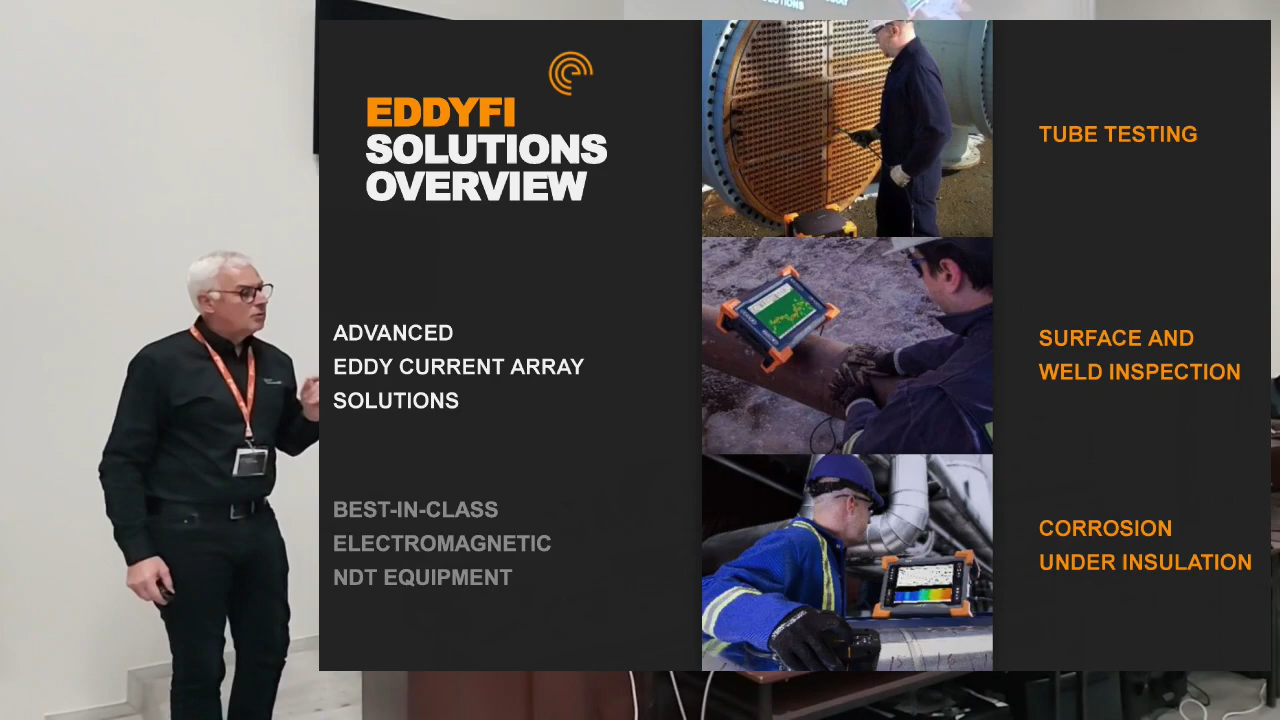 EDDYFI
SOLUTIONS
OVERVIEW
ADVANCED
EDDY CURRENT ARRAY
SOLUTIONS
BEST-IN-CLASS
ELECTROMAGNETIC
NDT EQUIPMENT
TUBE TESTING
SURFACE AND
WELD INSPECTION
CORROSION
UNDER INSULATION